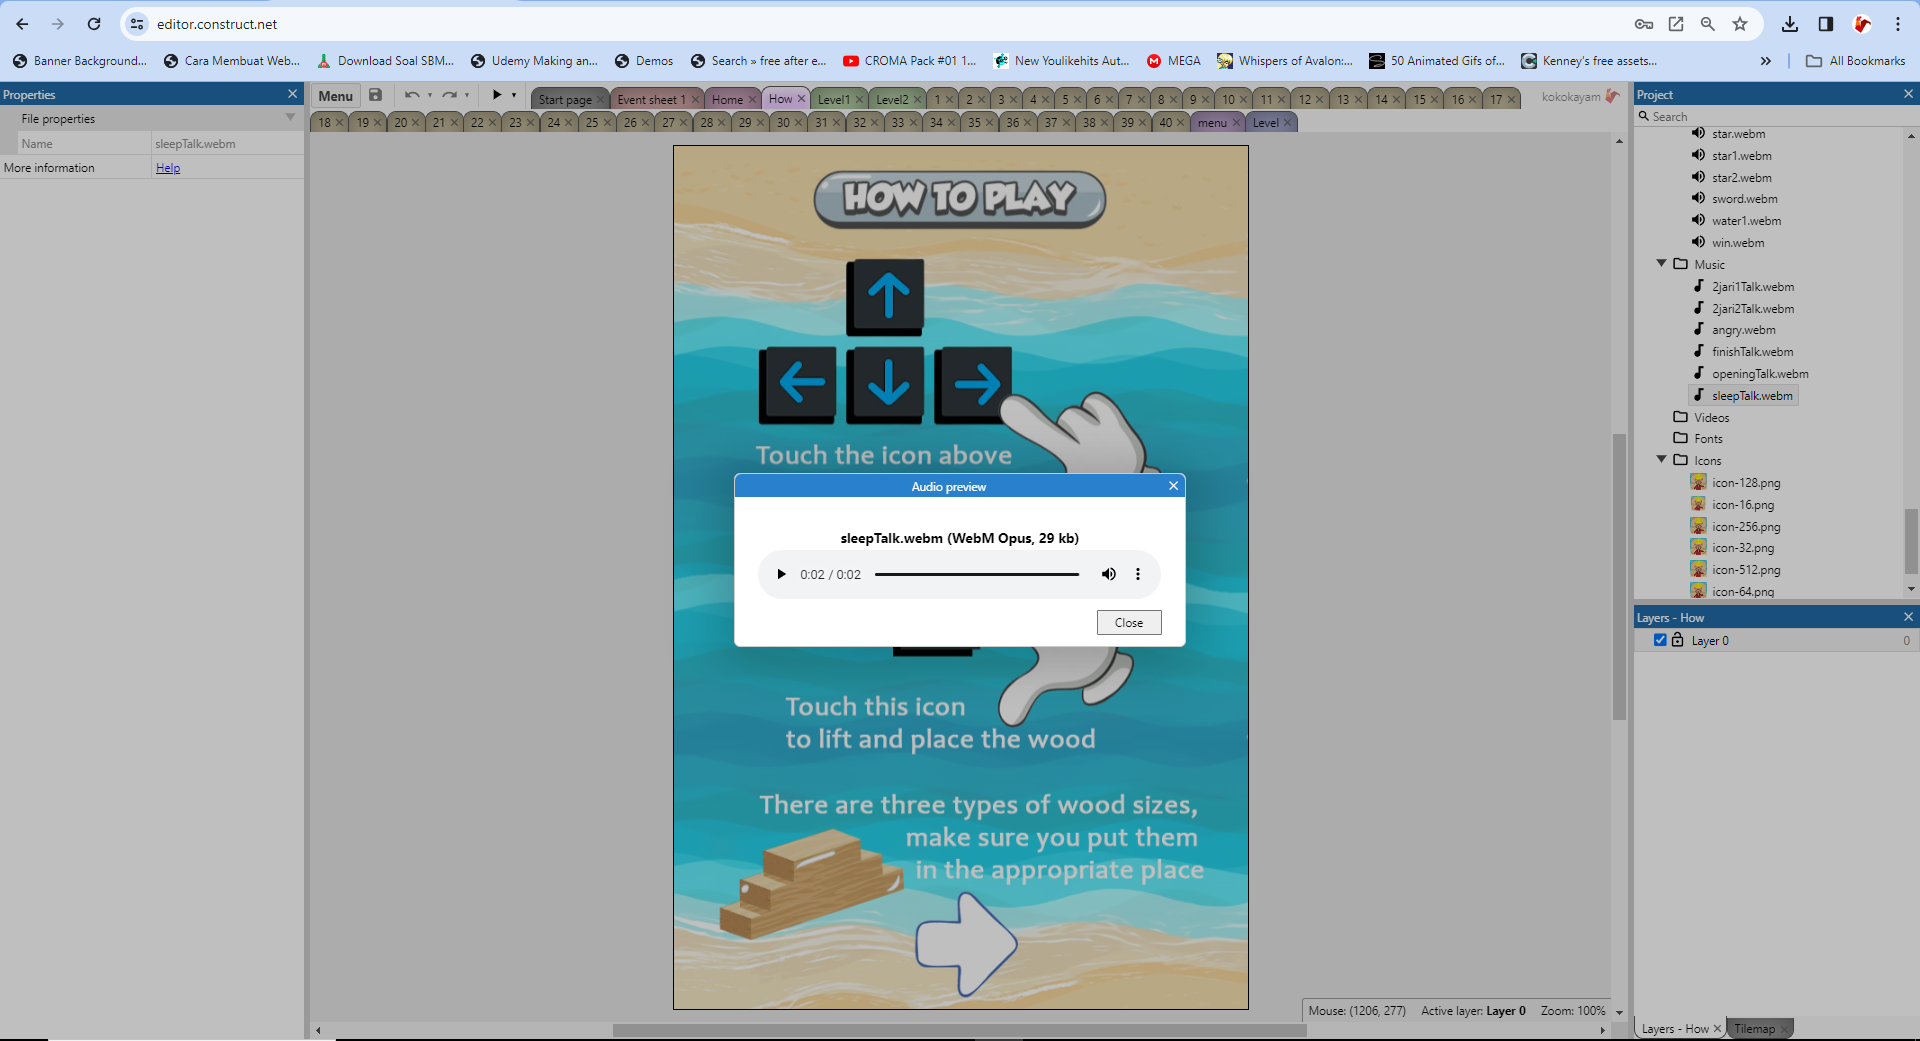 editor.construct.net
Banner Background...
Cara Membuat Web...
Download Soal SBM...
Udemy Making an...
Demos
Search » free after e...
CROMA Pack #01 1...
New Youlikehits Aut...
MEGA
Whispers of Avalon:...
50 Animated Gifs of...
Kenney's free assets...
»
All Bookmarks
Properties
File properties
Name sleepTalk.webm
More information Help
Menu
Start page
Event sheet 1
Home
How
Level1
Level2
1 2 3 4 5 6 7 8 9 10 11 12 13 14 15 16 17
kokokayam
18 19 20 21 22 23 24 25 26 27 28 29 30 31 32 33 34 35 36 37 38 39 40 menu Level
HOW TO PLAY
Touch the icon above
Audio preview
sleepTalk.webm (WebM Opus, 29 kb)
0:02 / 0:02
Close
Touch this icon
to lift and place the wood
There are three types of wood sizes,
make sure you put them
in the appropriate place
Mouse: (1206, 277) Active layer: Layer 0 Zoom: 100%
Project
Search
star.webm
star1.webm
star2.webm
sword.webm
water1.webm
win.webm
Music
2jari1Talk.webm
2jari2Talk.webm
angry.webm
finishTalk.webm
openingTalk.webm
sleepTalk.webm
Videos
Fonts
Icons
icon-128.png
icon-16.png
icon-256.png
icon-32.png
icon-512.png
icon-64.png
Layers - How
Layer 0 0
Layers - How
Tilemap